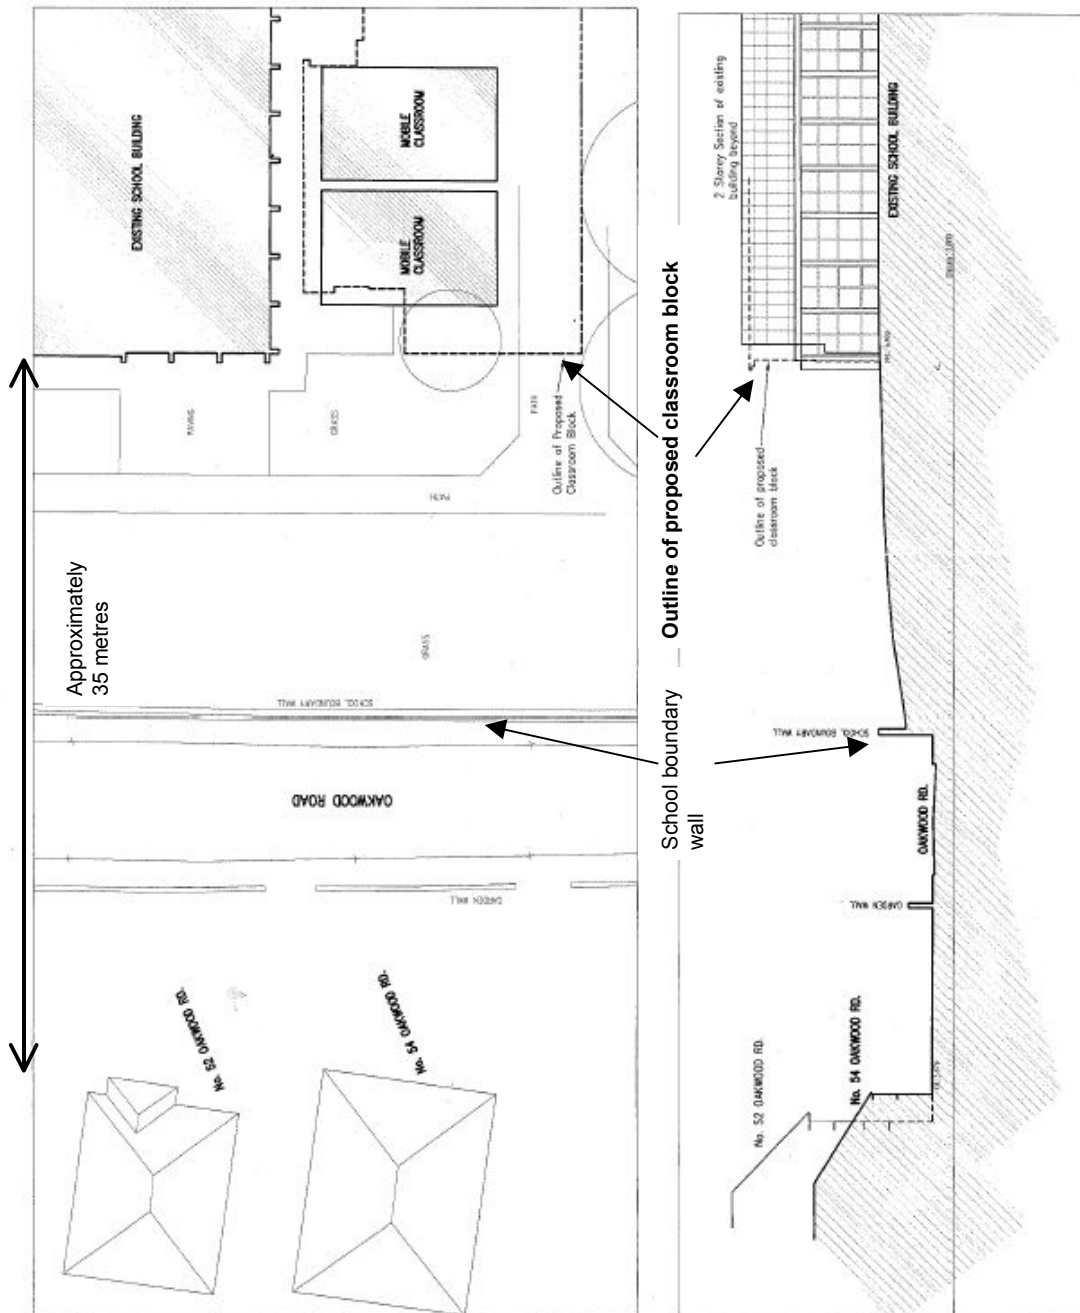 EXISTING SCHOOL BUILDING
MOBILE
CLASSROOM
MOBILE
CLASSROOM
PAVING
GRASS
PATH
Outline of Proposed
Classroom Block
PATH
Approximately
35 metres
GRASS
SCHOOL BOUNDARY WALL
OAKWOOD ROAD
GARDEN WALL
No. 52 OAKWOOD RD.
No. 54 OAKWOOD RD.
Outline of proposed classroom block
School boundary
wall
2 Storey Section of existing
building beyond
EXISTING SCHOOL BUILDING
Outline of proposed
classroom block
SCHOOL BOUNDARY WALL
OAKWOOD RD.
GARDEN WALL
No. 52 OAKWOOD RD.
No. 54 OAKWOOD RD.